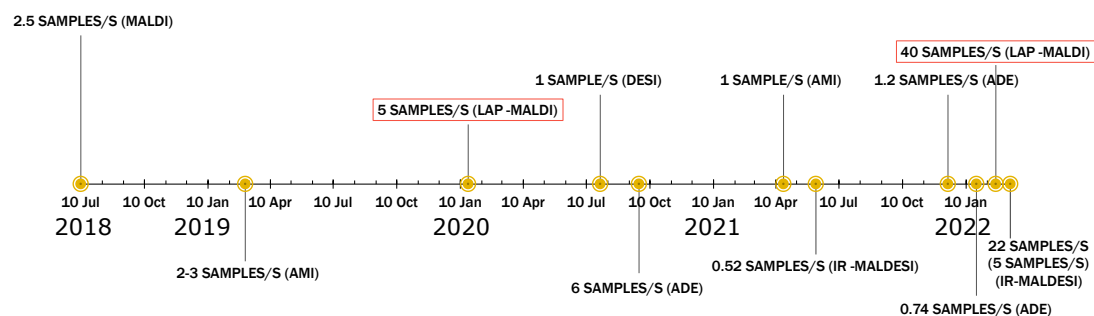 2.5 SAMPLES/S (MALDI)
40 SAMPLES/S (LAP -MALDI)
1 SAMPLE/S (DESI)
1 SAMPLE/S (AMI)
1.2 SAMPLES/S (ADE)
5 SAMPLES/S (LAP -MALDI)
10 Jul 10 Oct 10 Jan 10 Apr 10 Jul 10 Oct 10 Jan 10 Apr 10 Jul 10 Oct 10 Jan 10 Apr 10 Jul 10 Oct 10 Jan
2018 2019 2020 2021 2022
2-3 SAMPLES/S (AMI)
6 SAMPLES/S (ADE)
0.52 SAMPLES/S (IR -MALDESI)
22 SAMPLES/S
(5 SAMPLES/S)
(IR-MALDESI)
0.74 SAMPLES/S (ADE)